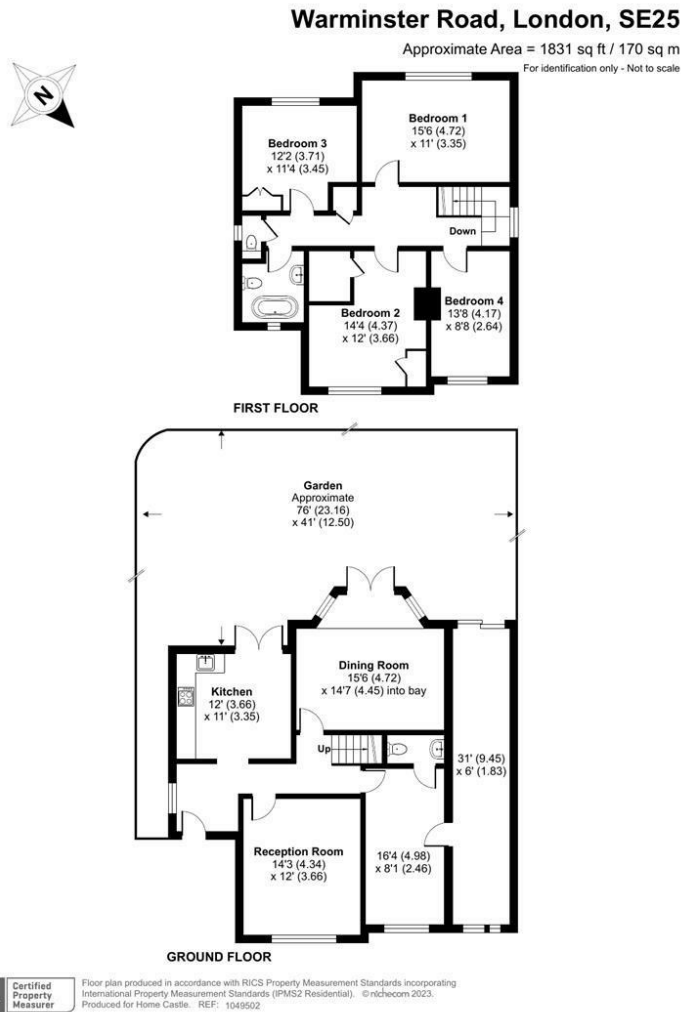 Warminster Road, London, SE25
Approximate Area = 1831 sq ft / 170 sq m
For identification only - Not to scale
N
Bedroom 1
15'6 (4.72)
x 11' (3.35)
Bedroom 3
12'2 (3.71)
x 11'4 (3.45)
Down
Bedroom 2
14'4 (4.37)
x 12' (3.66)
Bedroom 4
13'8 (4.17)
x 8'8 (2.64)
FIRST FLOOR
Garden
Approximate
76' (23.16)
x 41' (12.50)
Kitchen
12' (3.66)
x 11' (3.35)
Dining Room
15'6 (4.72)
x 14'7 (4.45) into bay
Up
31' (9.45)
x 6' (1.83)
Reception Room
14'3 (4.34)
x 12' (3.66)
16'4 (4.98)
x 8'1 (2.46)
GROUND FLOOR
Certified
Property
Measurer
Floor plan produced in accordance with RICS Property Measurement Standards incorporating
International Property Measurement Standards (IPMS2 Residential). © nichecom 2023.
Produced for Home Castle. REF: 1049502